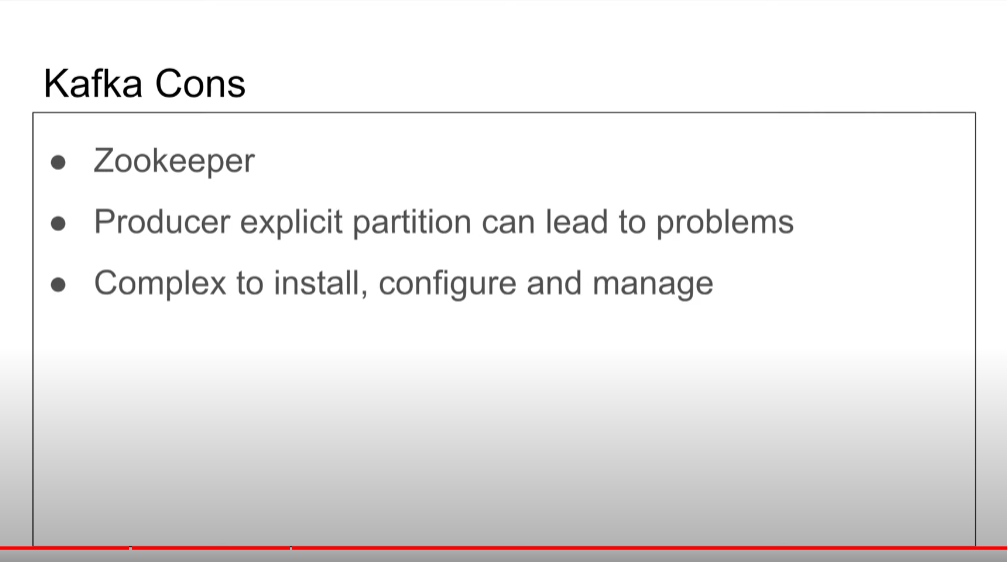 Kafka Cons
● Zookeeper
● Producer explicit partition can lead to problems
● Complex to install, configure and manage